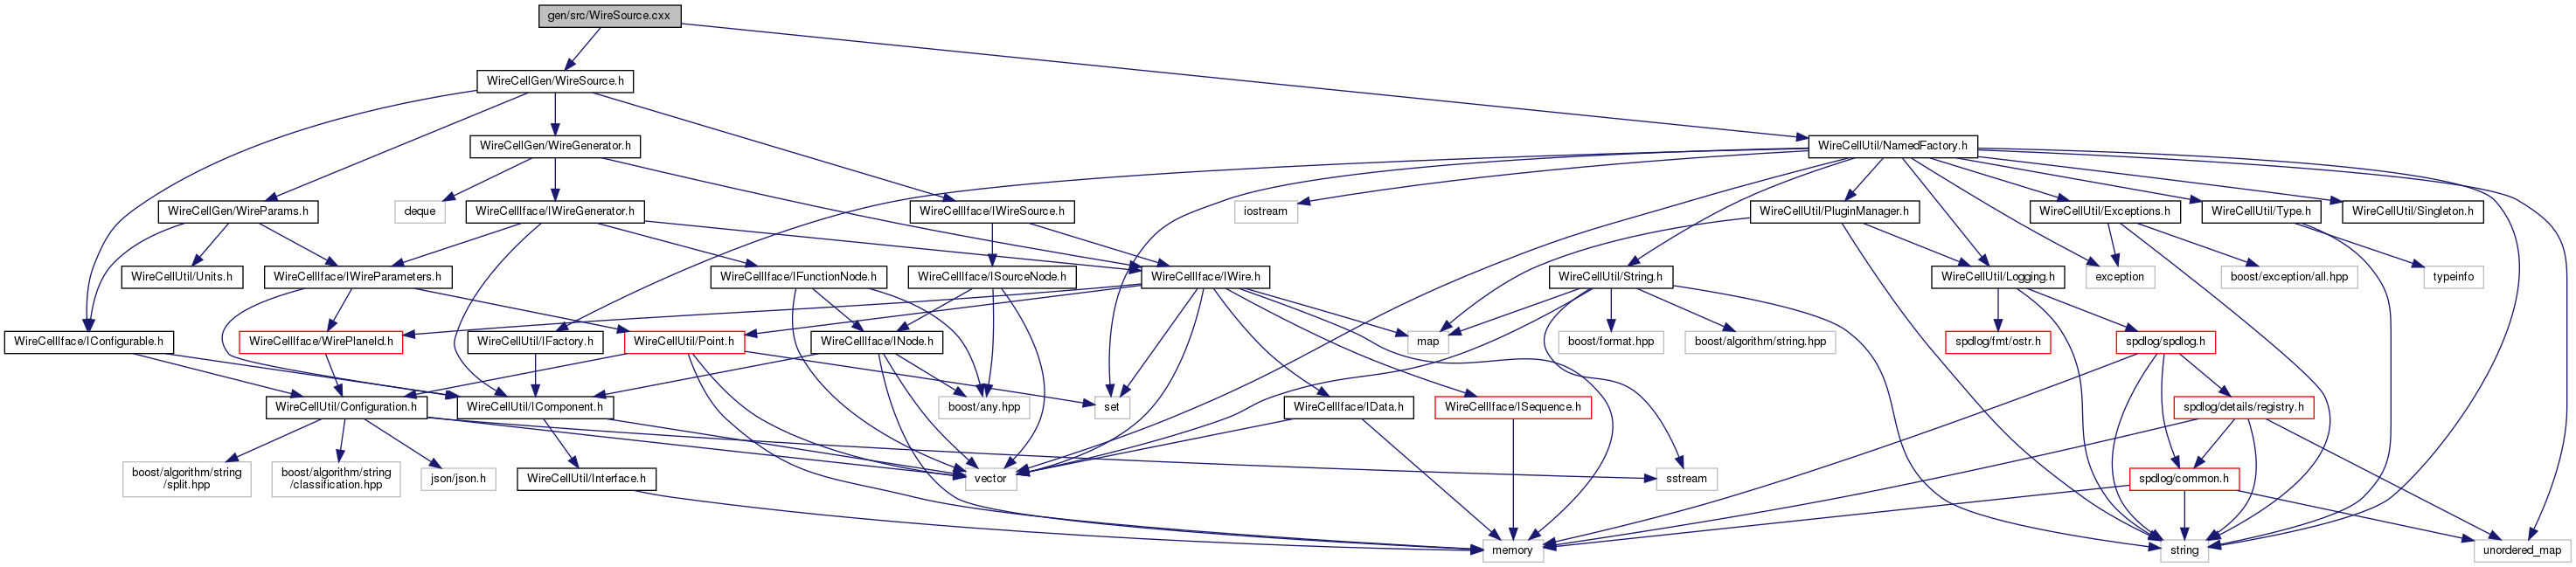 gen/src/WireSource.cxx
WireCellGen/WireSource.h
WireCellGen/WireGenerator.h
WireCellUtil/NamedFactory.h
WireCellGen/WireParams.h
deque
WireCellIface/IWireGenerator.h
WireCellIface/IWireSource.h
iostream
WireCellUtil/PluginManager.h
WireCellUtil/Exceptions.h
WireCellUtil/Type.h
WireCellUtil/Singleton.h
WireCellUtil/Units.h
WireCellIface/IWireParameters.h
WireCellIface/IFunctionNode.h
WireCellIface/ISourceNode.h
WireCellIface/IWire.h
WireCellUtil/String.h
WireCellUtil/Logging.h
exception
boost/exception/all.hpp
typeinfo
WireCellIface/IConfigurable.h
WireCellIface/WirePlaneId.h
WireCellUtil/IFactory.h
WireCellUtil/Point.h
WireCellIface/INode.h
map
boost/format.hpp
boost/algorithm/string.hpp
spdlog/fmt/ostr.h
spdlog/spdlog.h
WireCellUtil/Configuration.h
WireCellUtil/IComponent.h
boost/any.hpp
set
WireCellIface/IData.h
WireCellIface/ISequence.h
spdlog/details/registry.h
boost/algorithm/string
/split.hpp
boost/algorithm/string
/classification.hpp
json/json.h
WireCellUtil/Interface.h
vector
sstream
spdlog/common.h
memory
string
unordered_map